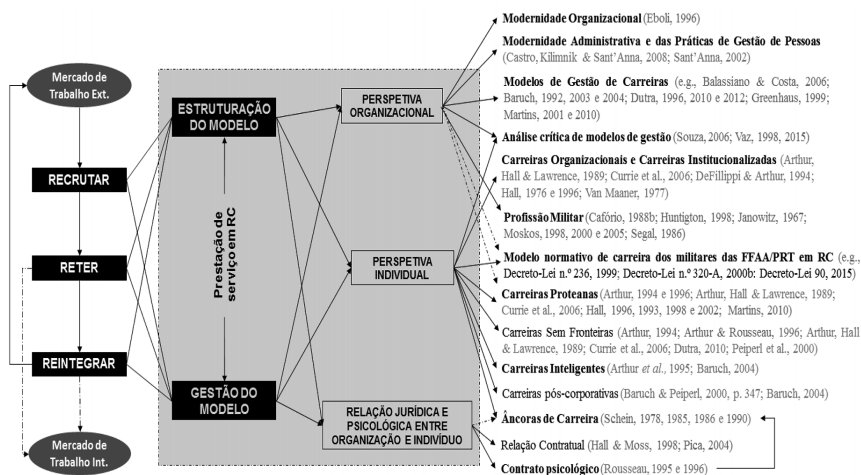 Mercado de
Trabalho Ext.
RECRUTAR
RETER
REINTEGRAR
Mercado de
Trabalho Int.
ESTRUTURAÇÃO
DO MODELO
Prestação de
serviço em RC
GESTÃO DO
MODELO
PERSPETIVA
ORGANIZACIONAL
PERSPETIVA
INDIVIDUAL
RELAÇÃO JURÍDICA E
PSICOLÓGICA ENTRE
ORGANIZAÇÃO E INDIVÍDUO
Modernidade Organizacional (Eboli, 1996)
Modernidade Administrativa e das Práticas de Gestão de Pessoas
(Castro, Kilimnik & Sant'Anna, 2008; Sant'Anna, 2002)
Modelos de Gestão de Carreiras (e.g., Balassiano & Costa, 2006;
Baruch, 1992, 2003 e 2004; Dutra, 1996, 2010 e 2012; Greenhaus, 1999;
Martins, 2001 e 2010)
Análise crítica de modelos de gestão (Souza, 2006; Vaz, 1998, 2015)
Carreiras Organizacionais e Carreiras Institucionalizadas (Arthur,
Hall & Lawrence, 1989; Currie et al., 2006; DeFillippi & Arthur, 1994;
Hall, 1976 e 1996; Van Maaner, 1977)
Profissão Militar (Cafório, 1988b; Huntigton, 1998; Janowitz, 1967;
Moskos, 1998, 2000 e 2005; Segal, 1986)
Modelo normativo de carreira dos militares das FFAA/PRT em RC (e.g.,
Decreto-Lei n.º 236, 1999; Decreto-Lei n.º 320-A, 2000b: Decreto-Lei 90, 2015)
Carreiras Proteanas (Arthur, 1994 e 1996; Arthur, Hall & Lawrence, 1989;
Currie et al., 2006; Hall, 1996, 1993, 1998 e 2002; Martins, 2010)
Carreiras Sem Fronteiras (Arthur, 1994; Arthur & Rousseau, 1996; Arthur, Hall
& Lawrence, 1989; Currie et al., 2006; Dutra, 2010; Peiperl et al., 2000)
Carreiras Inteligentes (Arthur et al., 1995; Baruch, 2004)
Carreiras pós-corporativas (Baruch & Peiperl, 2000, p. 347; Baruch, 2004)
Âncoras de Carreira (Schein, 1978, 1985, 1986 e 1990)
Relação Contratual (Hall & Moss, 1998; Pica, 2004)
Contrato psicológico (Rousseau, 1995 e 1996)